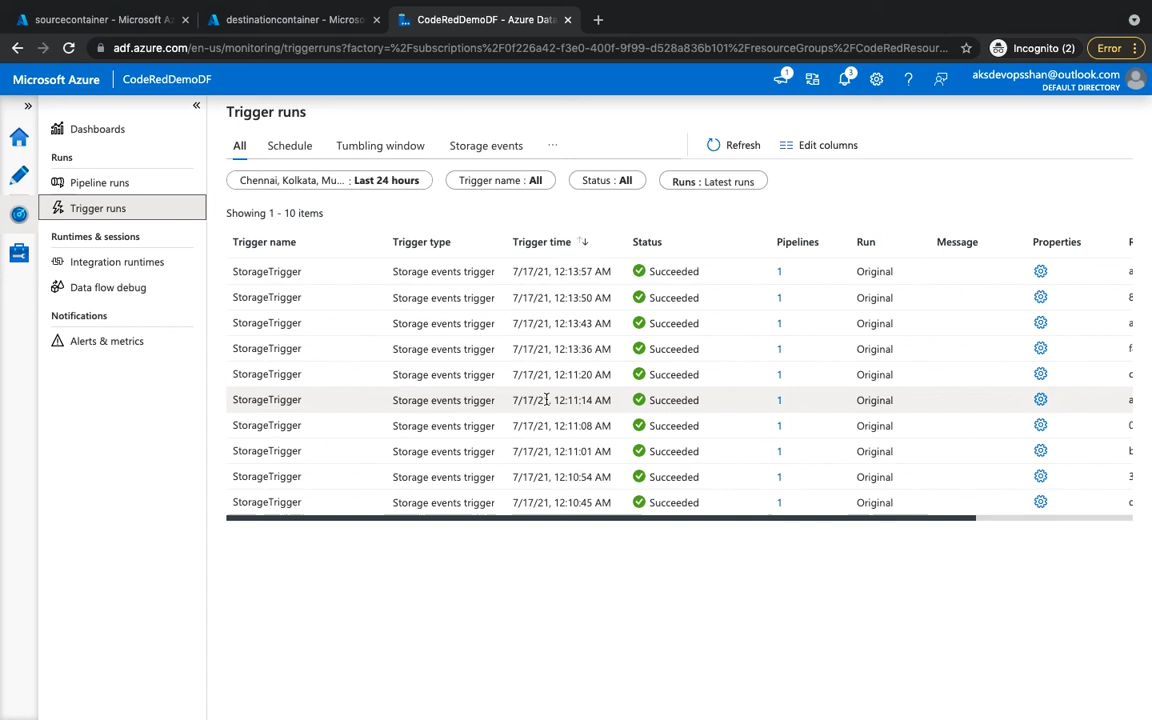 sourcecontainer - Microsoft Az
destinationcontainer - Microso
CodeRedDemoDF - Azure Data
adf.azure.com/en-us/monitoring/triggerruns?factory=%2Fsubscriptions%2F0f226a42-f3e0-400f-9f99-d528a836b101%2FresourceGroups%2FCodeRedResour...
Incognito (2)
Error
Microsoft Azure
CodeRedDemoDF
1
3
aksdevopsshan@outlook.com
DEFAULT DIRECTORY
Dashboards
Runs
Pipeline runs
Trigger runs
Runtimes & sessions
Integration runtimes
Data flow debug
Notifications
Alerts & metrics
Trigger runs
All Schedule Tumbling window Storage events ...
Refresh Edit columns
Chennai, Kolkata, Mu... : Last 24 hours Trigger name : All Status : All Runs : Latest runs
Showing 1 - 10 items
Trigger name Trigger type Trigger time Status Pipelines Run Message Properties R
StorageTrigger Storage events trigger 7/17/21, 12:13:57 AM Succeeded 1 Original a
StorageTrigger Storage events trigger 7/17/21, 12:13:50 AM Succeeded 1 Original 8
StorageTrigger Storage events trigger 7/17/21, 12:13:43 AM Succeeded 1 Original a
StorageTrigger Storage events trigger 7/17/21, 12:13:36 AM Succeeded 1 Original f
StorageTrigger Storage events trigger 7/17/21, 12:11:20 AM Succeeded 1 Original c
StorageTrigger Storage events trigger 7/17/21, 12:11:14 AM Succeeded 1 Original a
StorageTrigger Storage events trigger 7/17/21, 12:11:08 AM Succeeded 1 Original 0
StorageTrigger Storage events trigger 7/17/21, 12:11:01 AM Succeeded 1 Original b
StorageTrigger Storage events trigger 7/17/21, 12:10:54 AM Succeeded 1 Original 3
StorageTrigger Storage events trigger 7/17/21, 12:10:45 AM Succeeded 1 Original c